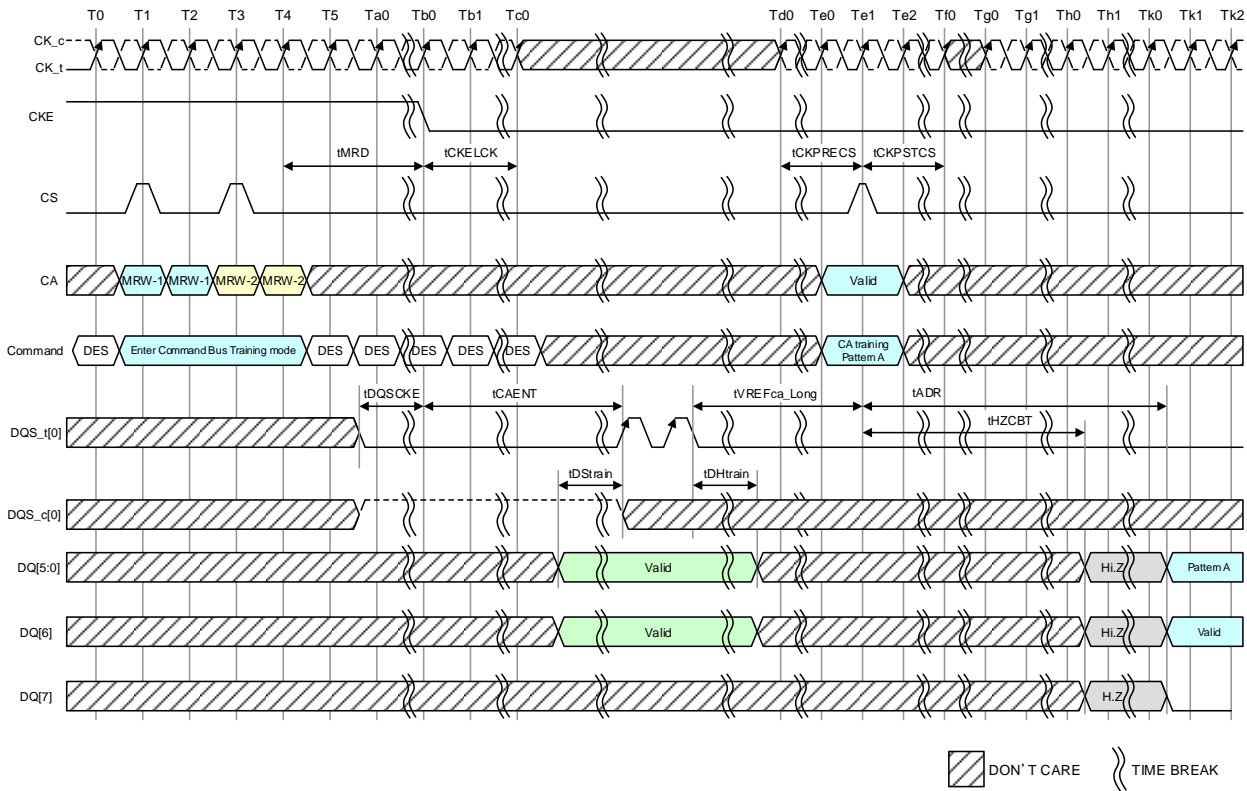 T0 T1 T2 T3 T4 T5 Ta0 Tb0 Tb1 Tc0 Td0 Te0 Te1 Te2 Tf0 Tg0 Tg1 Th0 Th1 Tk0 Tk1 Tk2
CK_c
CK_t
CKE
tMRD tCKELCK tCKPRECS tCKPSTCS
CS
CA MRW-1 MRW-1 MRW-2 MRW-2 Valid
Command DES Enter Command Bus Training mode DES DES DES DES DES CA training
Pattern A
tDQSCKE tCAENT tVREFca_Long tADR
tHZCBT
DQS_t[0]
tDStrain tDHtrain
DQS_c[0]
DQ[5:0] Valid Hi.Z Pattern A
DQ[6] Valid Hi.Z Valid
DQ[7] H.Z
DON'T CARE TIME BREAK